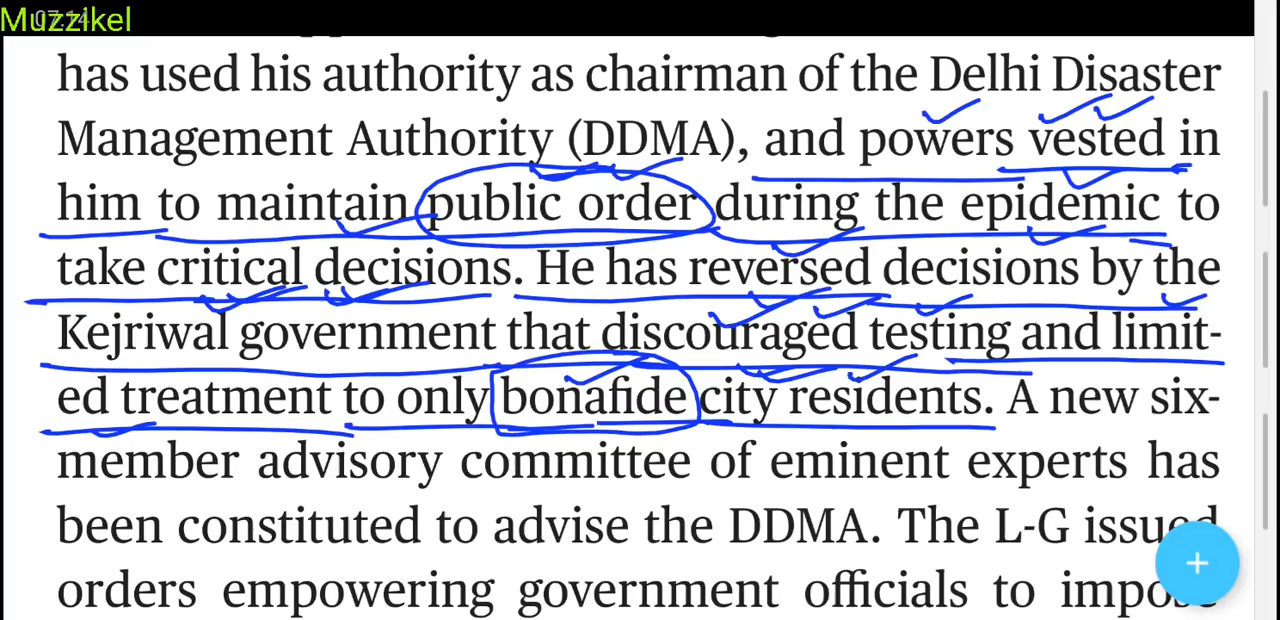 Muzzikel
07:14
has used his authority as chairman of the Delhi Disaster
Management Authority (DDMA), and powers vested in
him to maintain public order during the epidemic to
take critical decisions. He has reversed decisions by the
Kejriwal government that discouraged testing and limit-
ed treatment to only bonafide city residents. A new six-
member advisory committee of eminent experts has
been constituted to advise the DDMA. The L-G issued
orders empowering government officials to impose